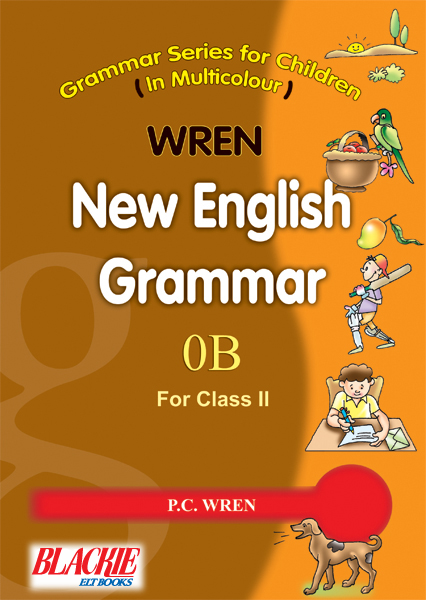 Grammar Series for Children
(In Multicolour)
WREN
New English
Grammar
0B
For Class II
P.C. WREN
BLACKIE
ELT BOOKS
g